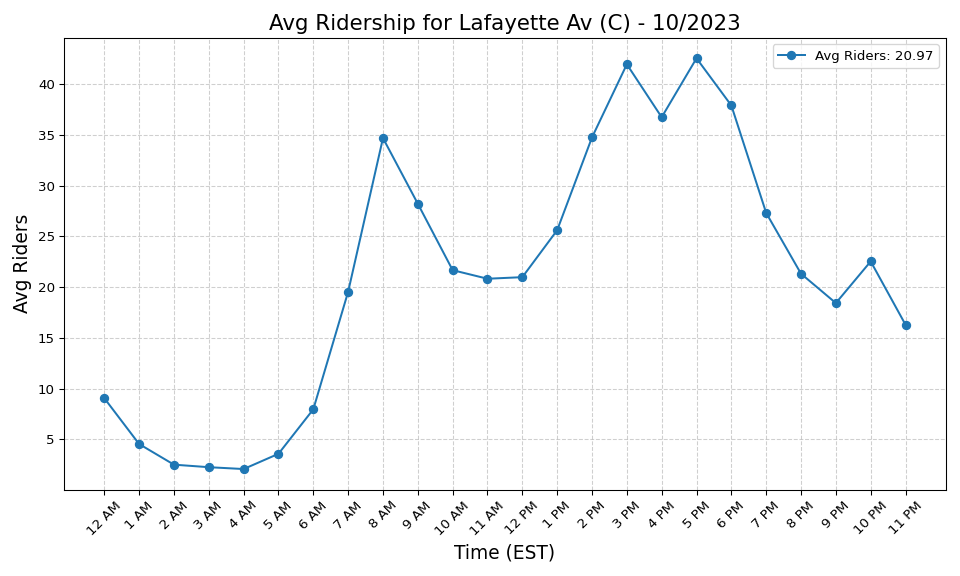 Avg Ridership for Lafayette Av (C) - 10/2023
Avg Riders: 20.97
Avg Riders
40
35
30
25
20
15
10
5
12 AM
1 AM
2 AM
3 AM
4 AM
5 AM
6 AM
7 AM
8 AM
9 AM
10 AM
11 AM
12 PM
1 PM
2 PM
3 PM
4 PM
5 PM
6 PM
7 PM
8 PM
9 PM
10 PM
11 PM
Time (EST)